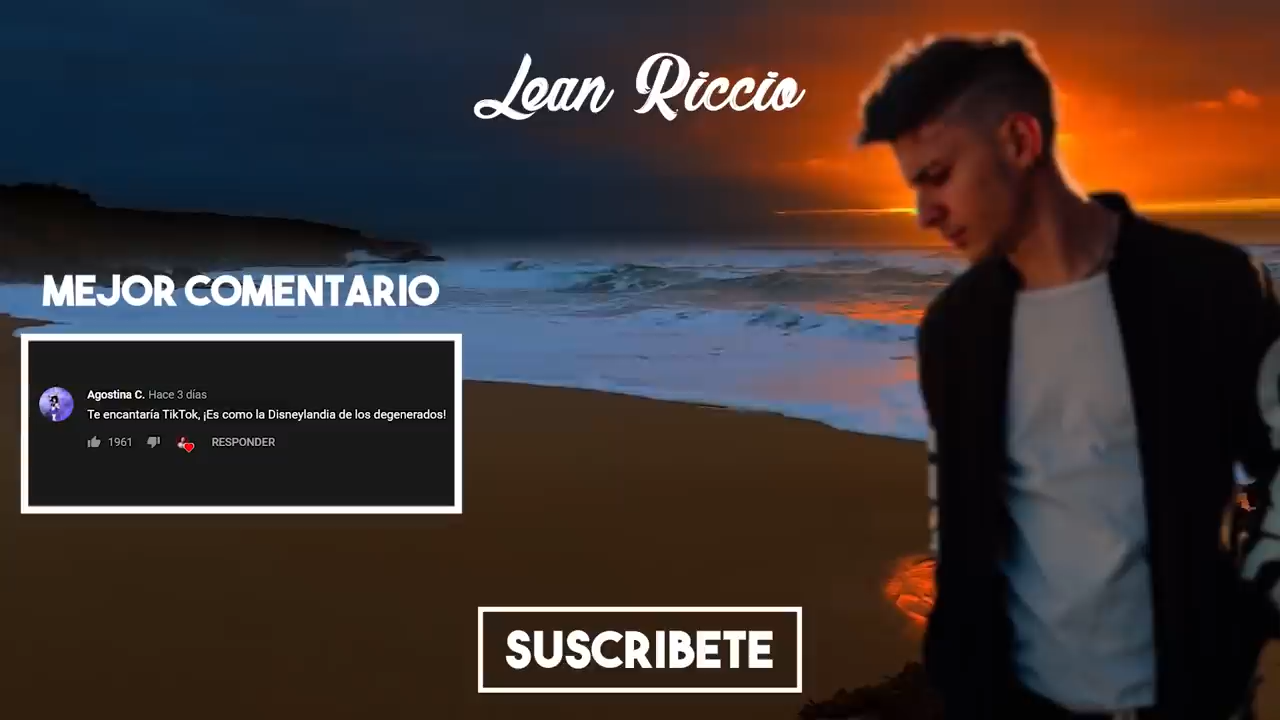 Lean Riccio
MEJOR COMENTARIO
Agostina C. Hace 3 días
Te encantaría TikTok, ¡Es como la Disneylandia de los degenerados!
1961 RESPONDER
SUSCRIBETE